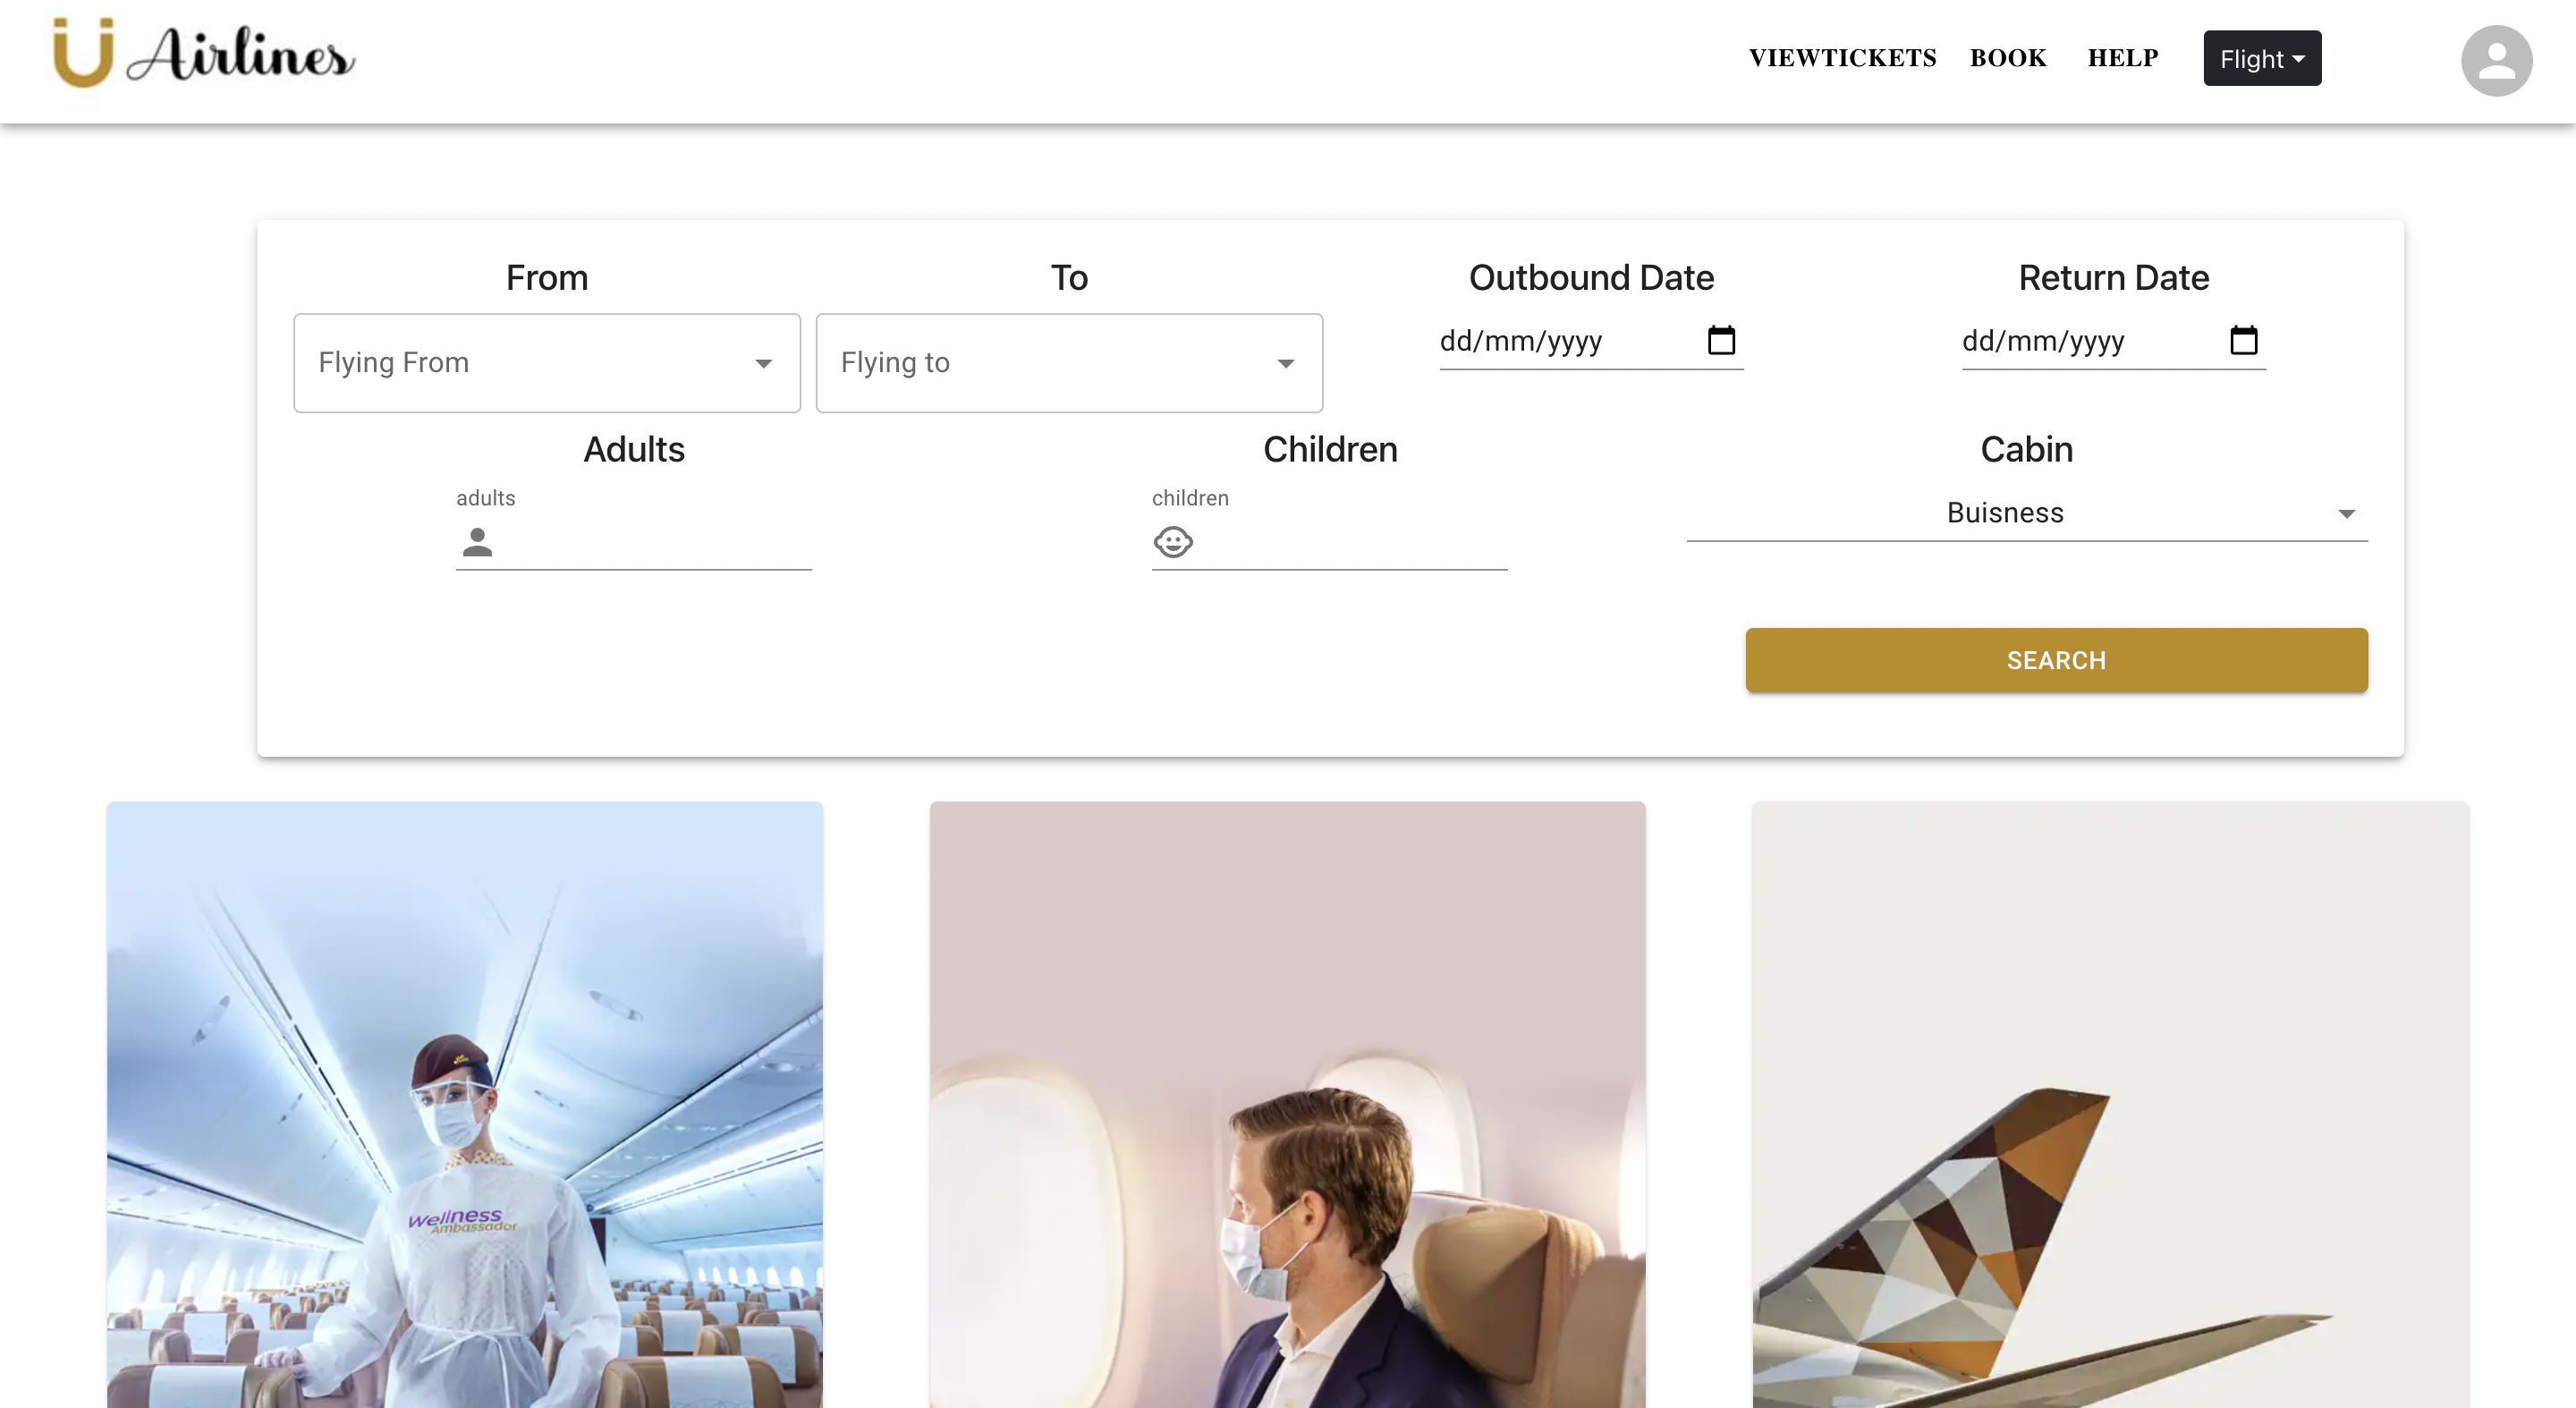 Ü Airlines
VIEWTICKETS BOOK HELP Flight
From To Outbound Date Return Date
Flying From Flying to dd/mm/yyyy dd/mm/yyyy
Adults Children Cabin
adults children
Buisness
SEARCH
Wellness
Ambassador